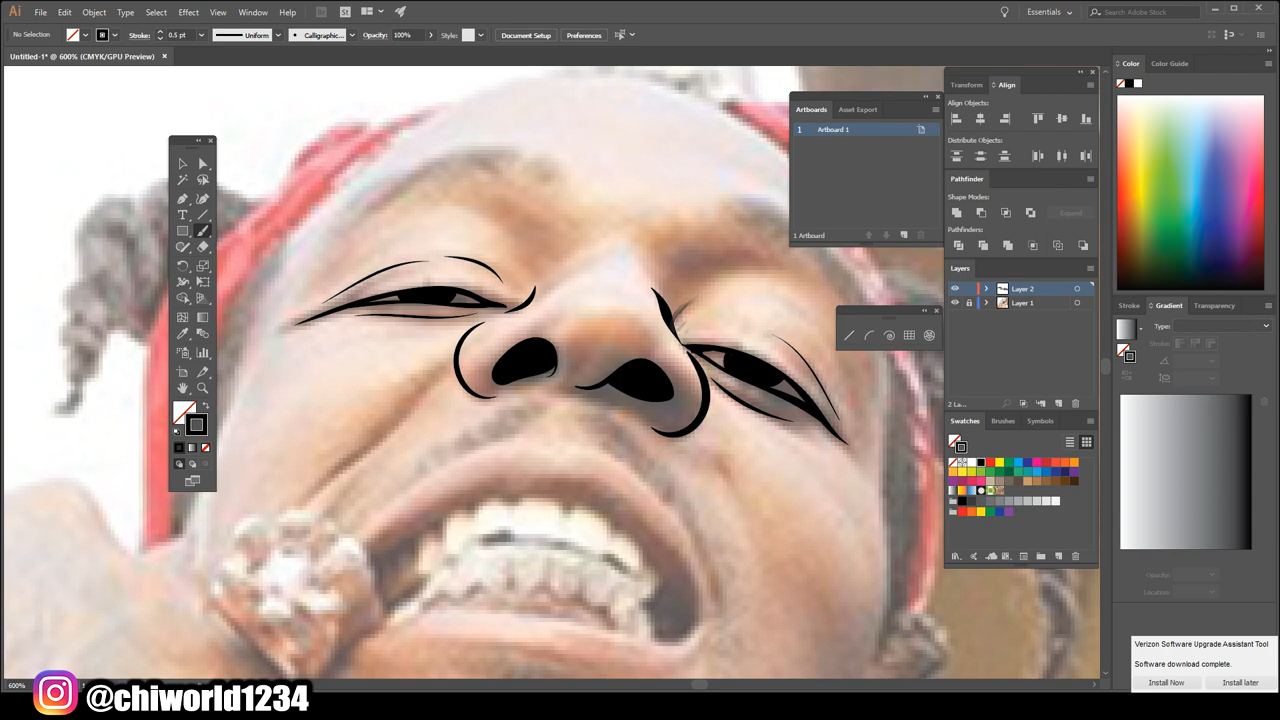 Ai File Edit Object Type Select Effect View Window Help Br St Essentials Search Adobe Stock
No Selection Stroke: 0.5 pt Uniform Calligraphic... Opacity: 100% Style: Document Setup Preferences
Untitled-1* @ 600% (CMYK/GPU Preview) ×
Color Color Guide
Transform Align
Align Objects:
Distribute Objects:
Pathfinder
Shape Modes:
Expand
Pathfinders:
Artboards Asset Export
1 Artboard 1
1 Artboard
Layers
Layer 2
Layer 1
2 La...
Stroke Gradient Transparency
Type:
Stroke:
Opacity:
Location:
Swatches Brushes Symbols
Verizon Software Upgrade Assistant Tool
Software download complete.
Install Now Install later
600%
@chiworld1234